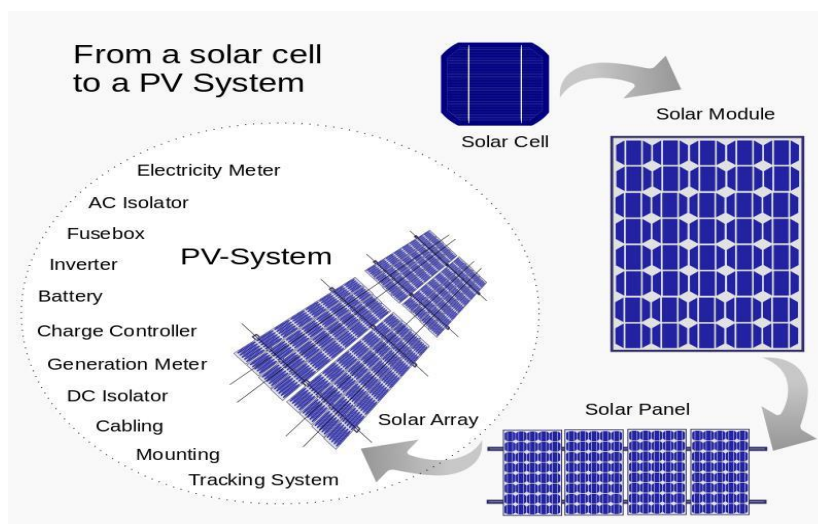 From a solar cell
to a PV System
Solar Cell
Solar Module
Electricity Meter
AC Isolator
Fusebox
PV-System
Inverter
Battery
Charge Controller
Generation Meter
DC Isolator
Cabling
Mounting
Tracking System
Solar Array
Solar Panel